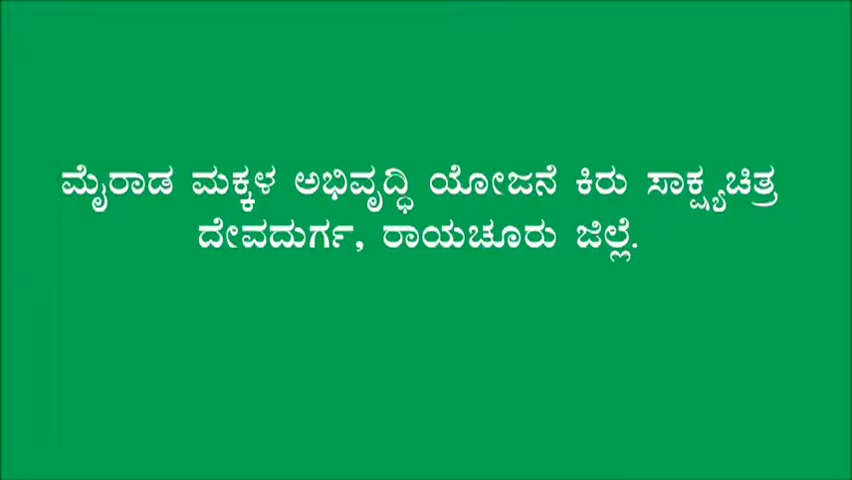 ಮೈರಾಡ ಮಕ್ಕಳ ಅಭಿವೃದ್ಧಿ ಯೋಜನೆ ಕಿರು ಸಾಕ್ಷ್ಯಚಿತ್ರ
ದೇವದುರ್ಗ, ರಾಯಚೂರು ಜಿಲ್ಲೆ.